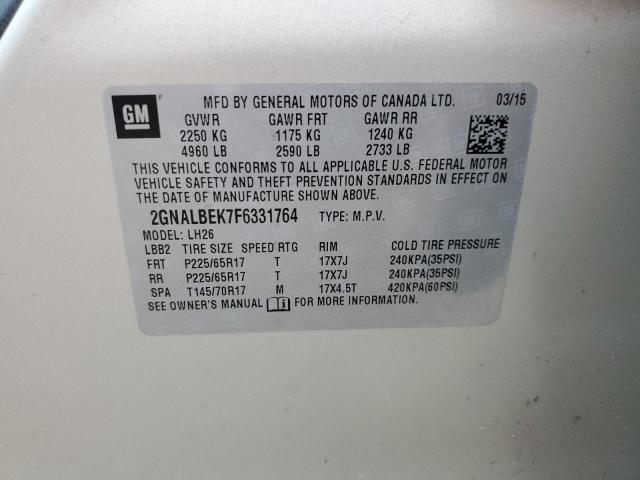 GM
MFD BY GENERAL MOTORS OF CANADA LTD. 03/15
GVWR GAWR FRT GAWR RR
2250 KG 1175 KG 1240 KG
4960 LB 2590 LB 2733 LB
THIS VEHICLE CONFORMS TO ALL APPLICABLE U.S. FEDERAL MOTOR
VEHICLE SAFETY AND THEFT PREVENTION STANDARDS IN EFFECT ON
THE DATE OF MANUFACTURE SHOWN ABOVE.
2GNALBEK7F6331764 TYPE: M.P.V.
MODEL: LH26
LBB2 TIRE SIZE SPEED RTG RIM COLD TIRE PRESSURE
FRT P225/65R17 T 17X7J 240KPA(35PSI)
RR P225/65R17 T 17X7J 240KPA(35PSI)
SPA T145/70R17 M 17X4.5T 420KPA(60PSI)
SEE OWNER'S MANUAL FOR MORE INFORMATION.